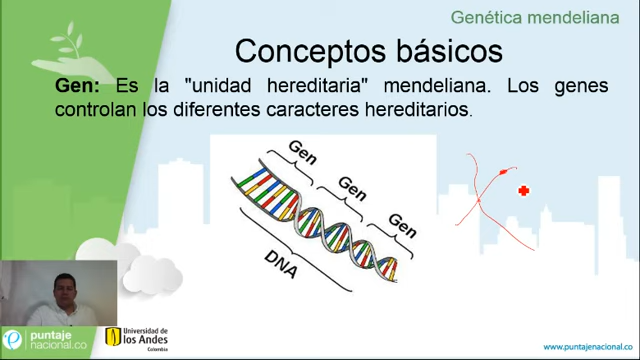 Genética mendeliana
Conceptos básicos
Gen: Es la "unidad hereditaria" mendeliana. Los genes
controlan los diferentes caracteres hereditarios.
Gen
Gen
Gen
DNA
puntaje
nacional.co
Universidad de
los Andes
Colombia
www.puntajenacional.co